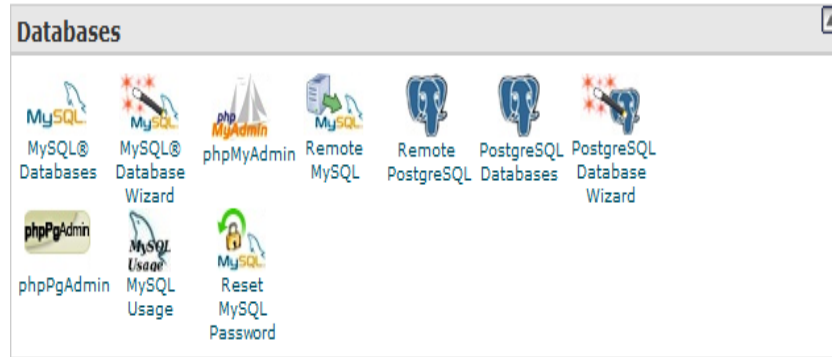 Databases
MySQL
MySQL
php
MyAdmin
MySQL
MySQL® Databases
MySQL® Database Wizard
phpMyAdmin
Remote MySQL
Remote PostgreSQL
PostgreSQL Databases
PostgreSQL Database Wizard
phpPgAdmin
MySQL
Usage
MySQL
phpPgAdmin
MySQL Usage
Reset MySQL Password